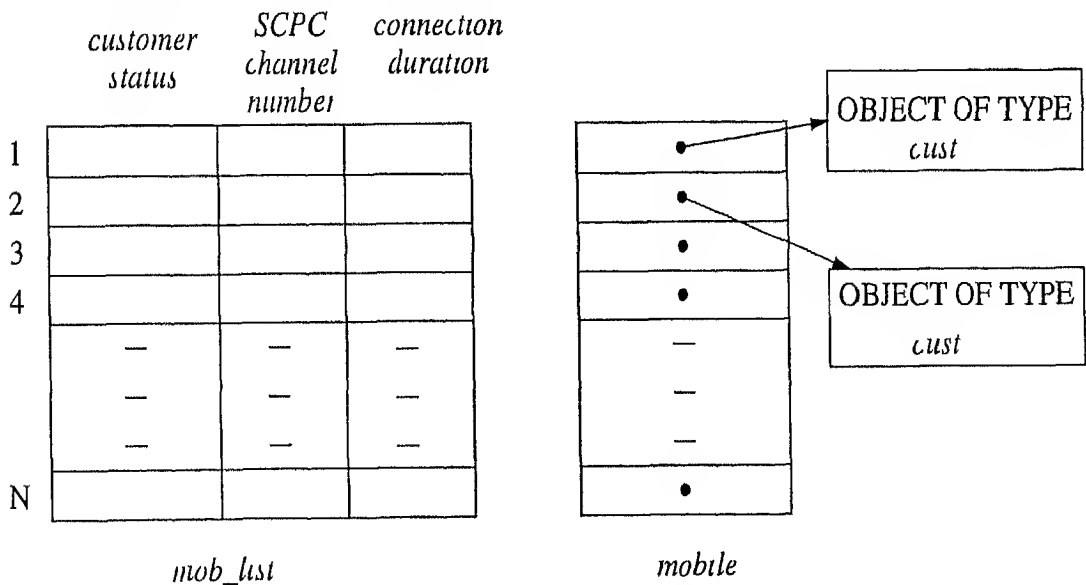 customer status
SCPC channel number
connection duration
1
2
3
4
N
mob_list
mobile
OBJECT OF TYPE
cust
OBJECT OF TYPE
cust